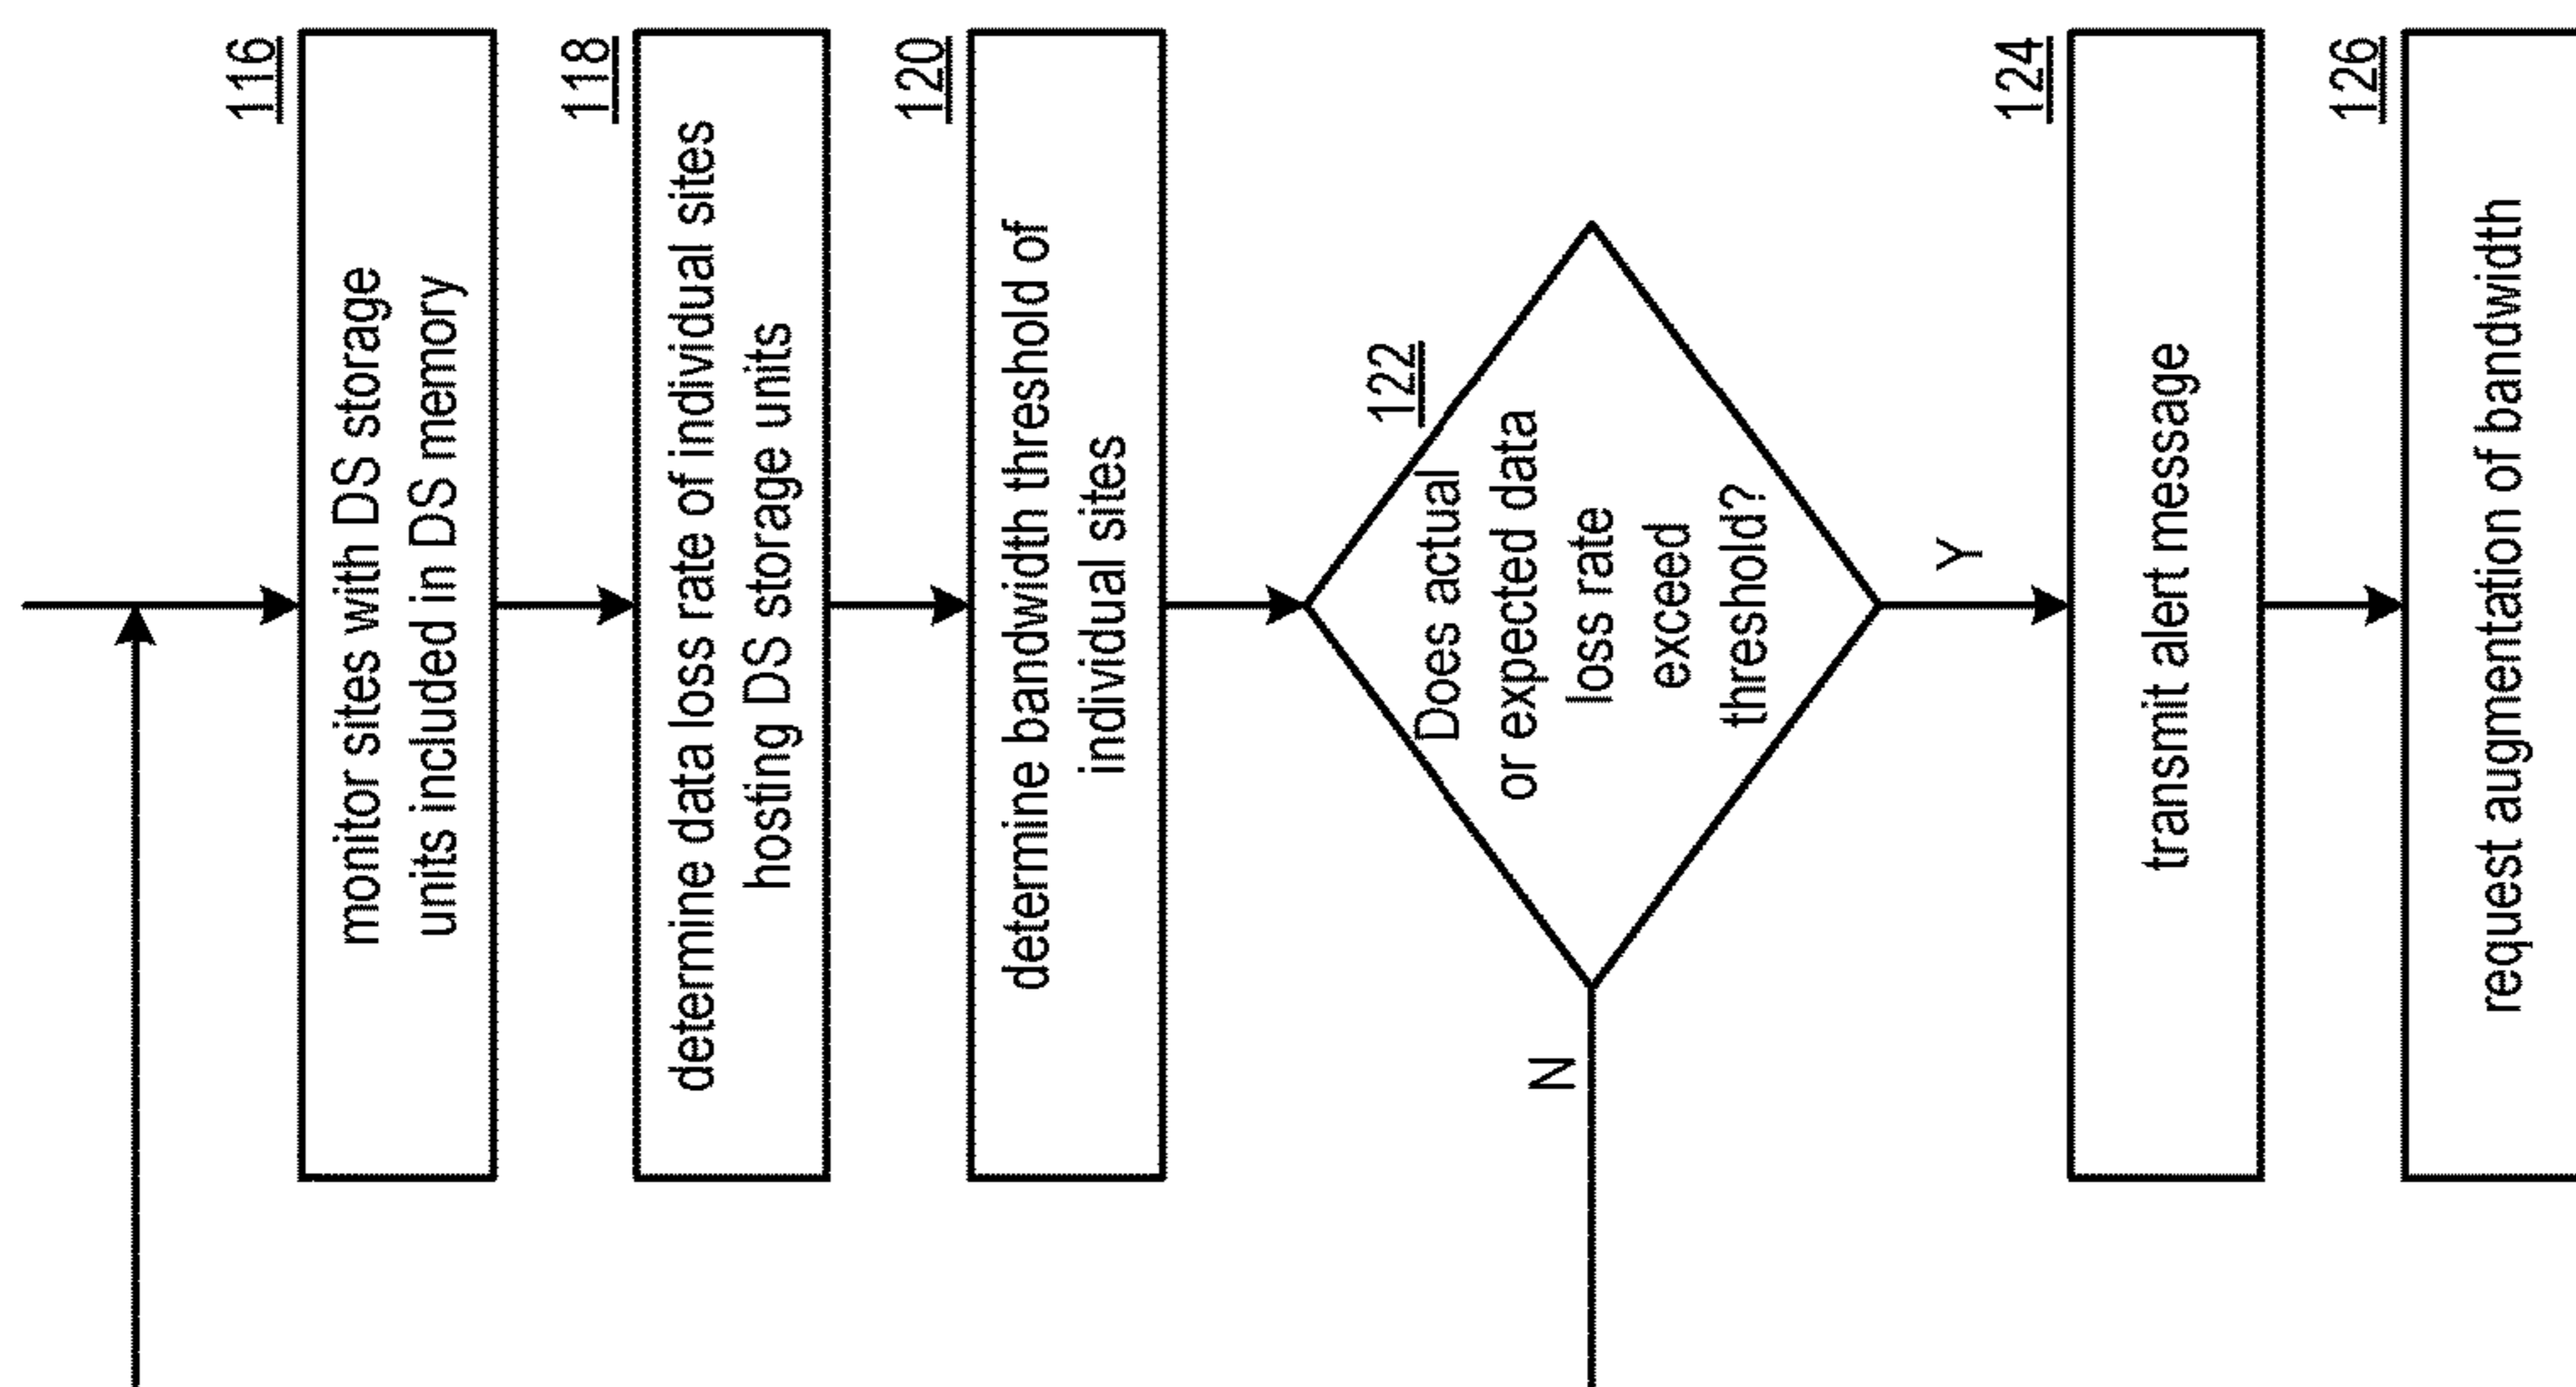 116
monitor sites with DS storage
units included in DS memory
118
determine data loss rate of individual sites
hosting DS storage units
120
determine bandwidth threshold of
individual sites
122
Does actual
or expected data
loss rate
exceed
threshold?
N
Y
124
transmit alert message
126
request augmentation of bandwidth